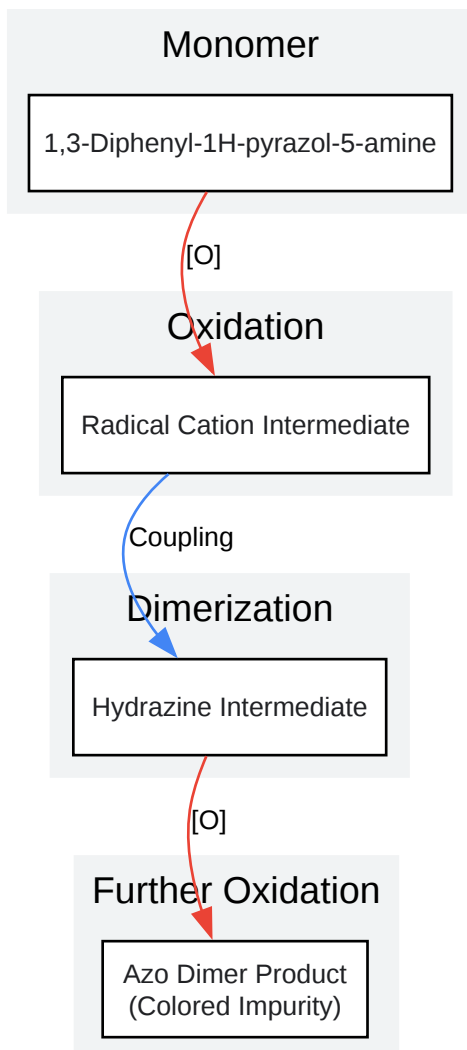 Monomer
1,3-Diphenyl-1H-pyrazol-5-amine
[O]
Oxidation
Radical Cation Intermediate
Coupling
Dimerization
Hydrazine Intermediate
[O]
Further Oxidation
Azo Dimer Product
(Colored Impurity)